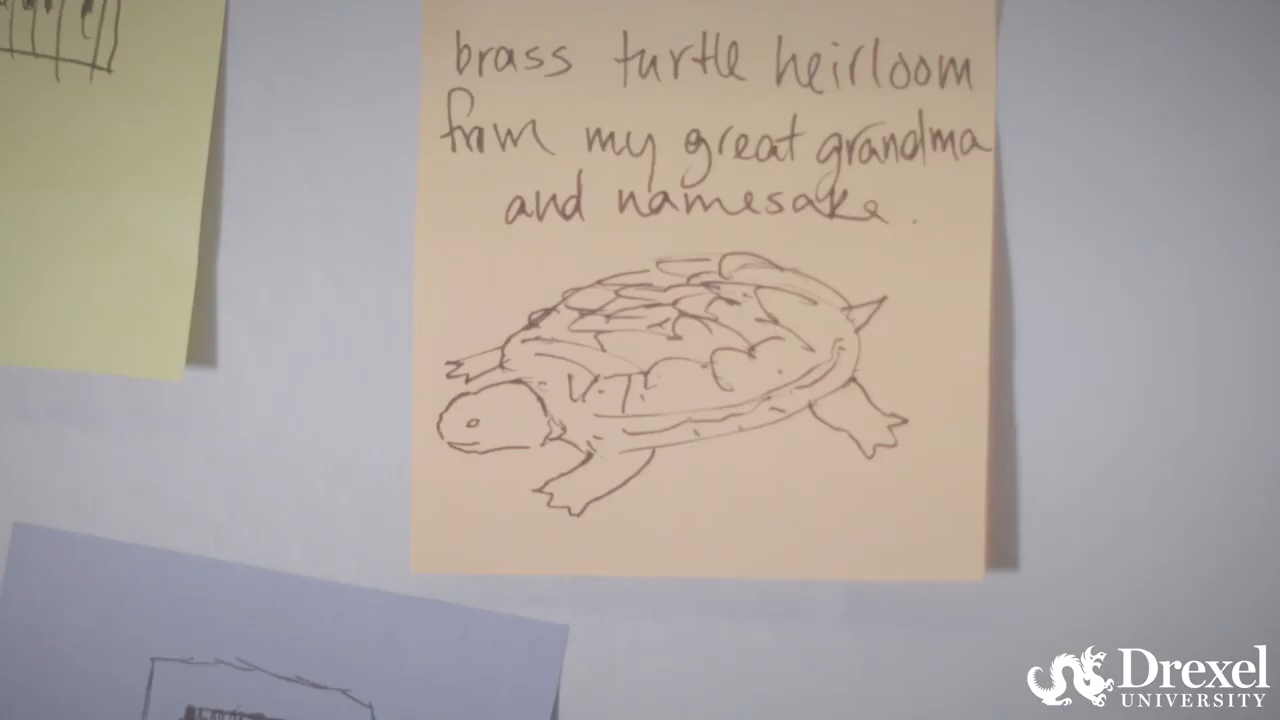 brass turtle heirloom
from my great grandma
and namesake.
Drexel
UNIVERSITY